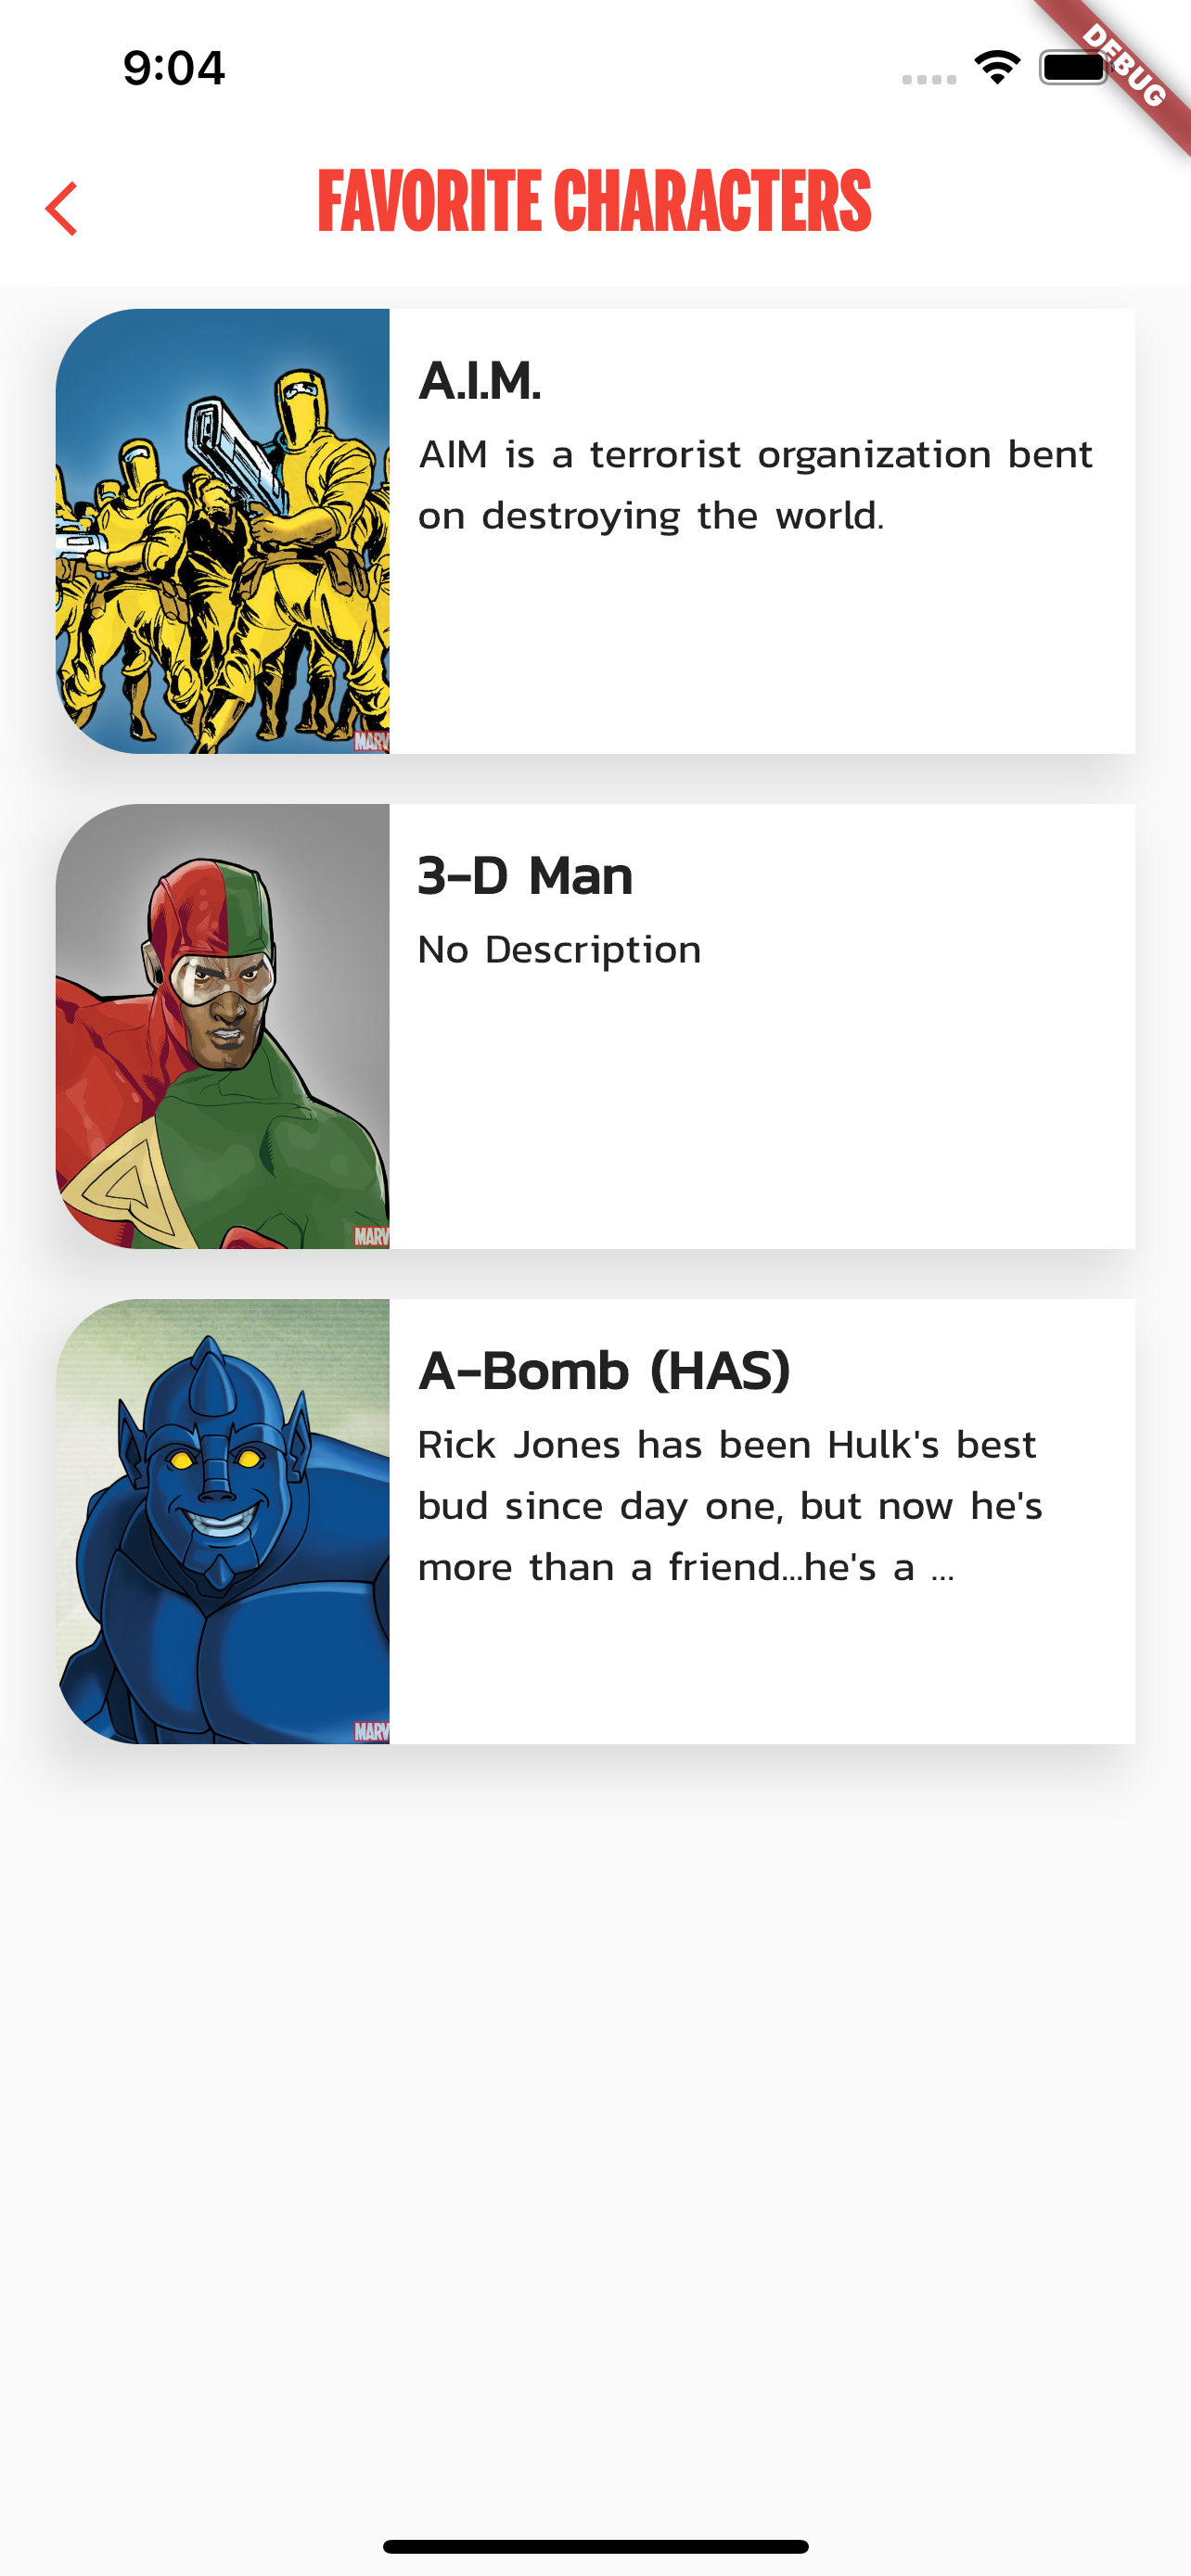 9:04
DEBUG
FAVORITE CHARACTERS
A.I.M.
AIM is a terrorist organization bent
on destroying the world.
MARV
3-D Man
No Description
MARV
A-Bomb (HAS)
Rick Jones has been Hulk's best
bud since day one, but now he's
more than a friend...he's a ...
MARV